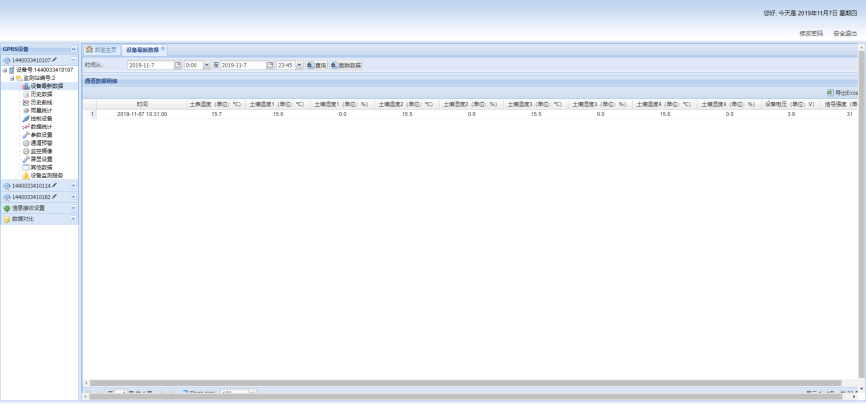 您好, 今天是 2019年11月7日 星期四
修改密码 安全退出
GPRS设备
欢迎主页 设备最新数据
1440033410107
设备号:1440033410107
监测站编号:2
设备最新数据
历史数据
历史曲线
雨量统计
控制设备
数据统计
参数设置
通道预警
监控摄像
屏显设置
其他数据
设备监测报告
1440033410114
1440033410182
信息接收设置
数据对比
时间从: 2019-11-7 0:00 至 2019-11-7 23:45 查询 删除数据
通道数据明细
导出Exce
时间 土表温度 (单位: ℃) 土壤温度1 (单位: ℃) 土壤湿度1 (单位: %) 土壤温度2 (单位: ℃) 土壤湿度2 (单位: %) 土壤温度3 (单位: ℃) 土壤湿度3 (单位: %) 土壤温度4 (单位: ℃) 土壤湿度4 (单位: %) 设备电压 (单位: V) 信号强度 (单
1 2019-11-07 10:31:00 15.7 15.6 0.0 15.5 0.0 15.5 0.0 15.6 0.0 3.9 31